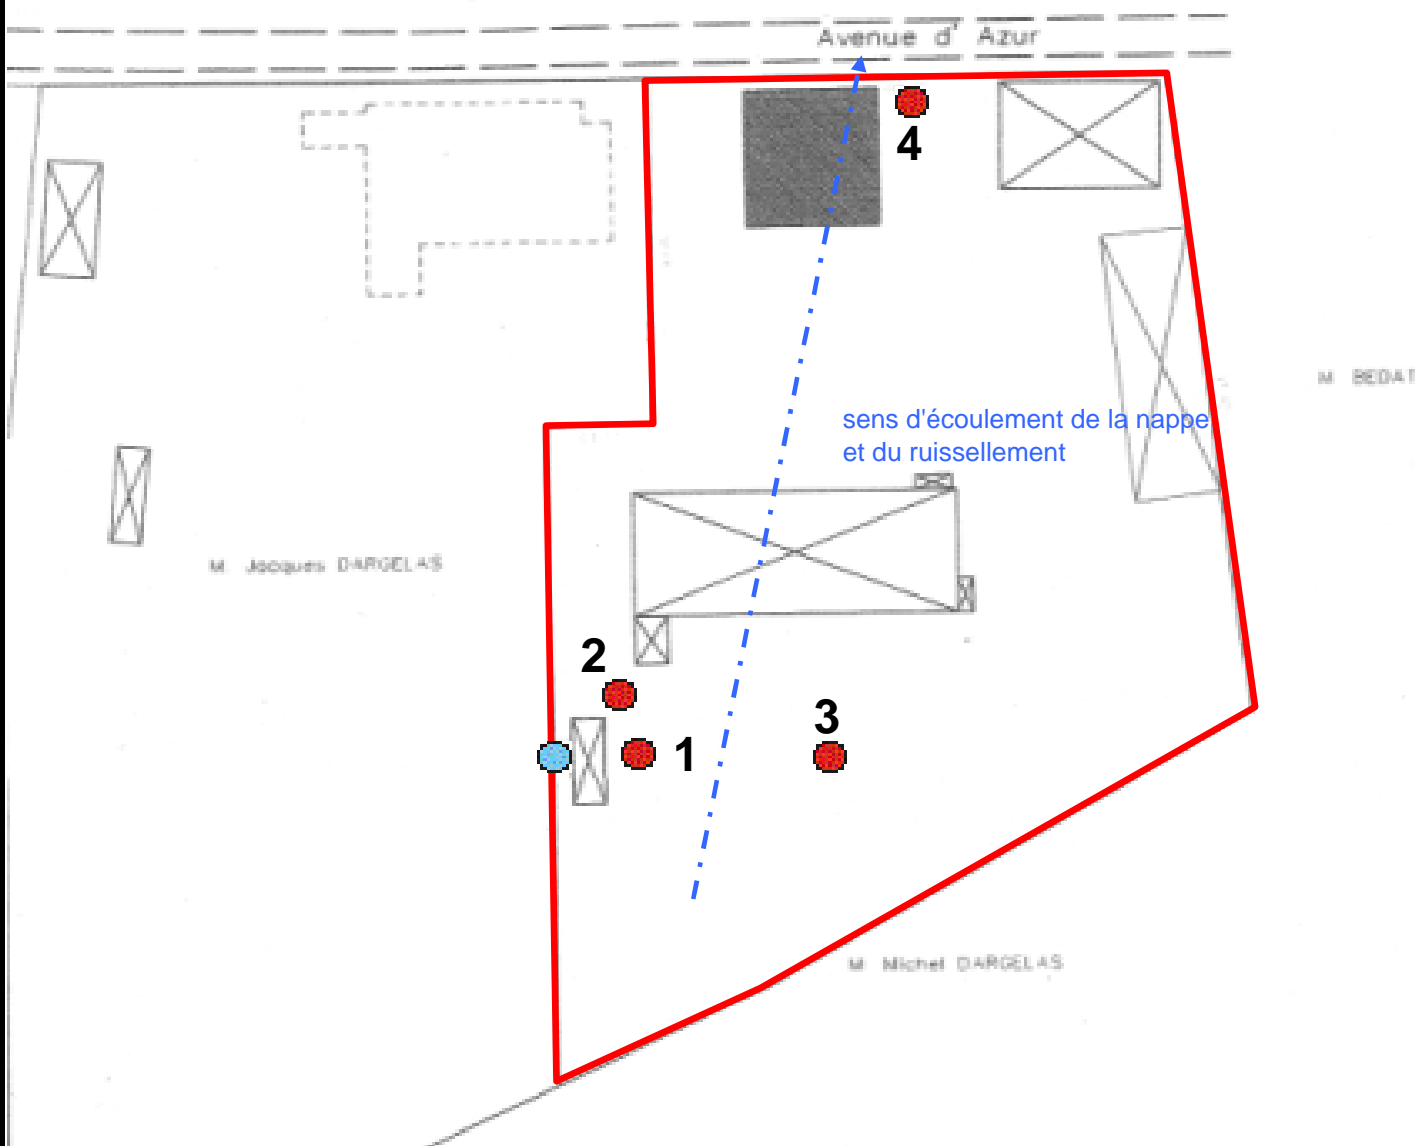 Avenue d' Azur
4
M. BEDAT
sens d'écoulement de la nappe
et du ruissellement
M. Jacques DARGELAS
2
3
1
M. Michel DARGELAS